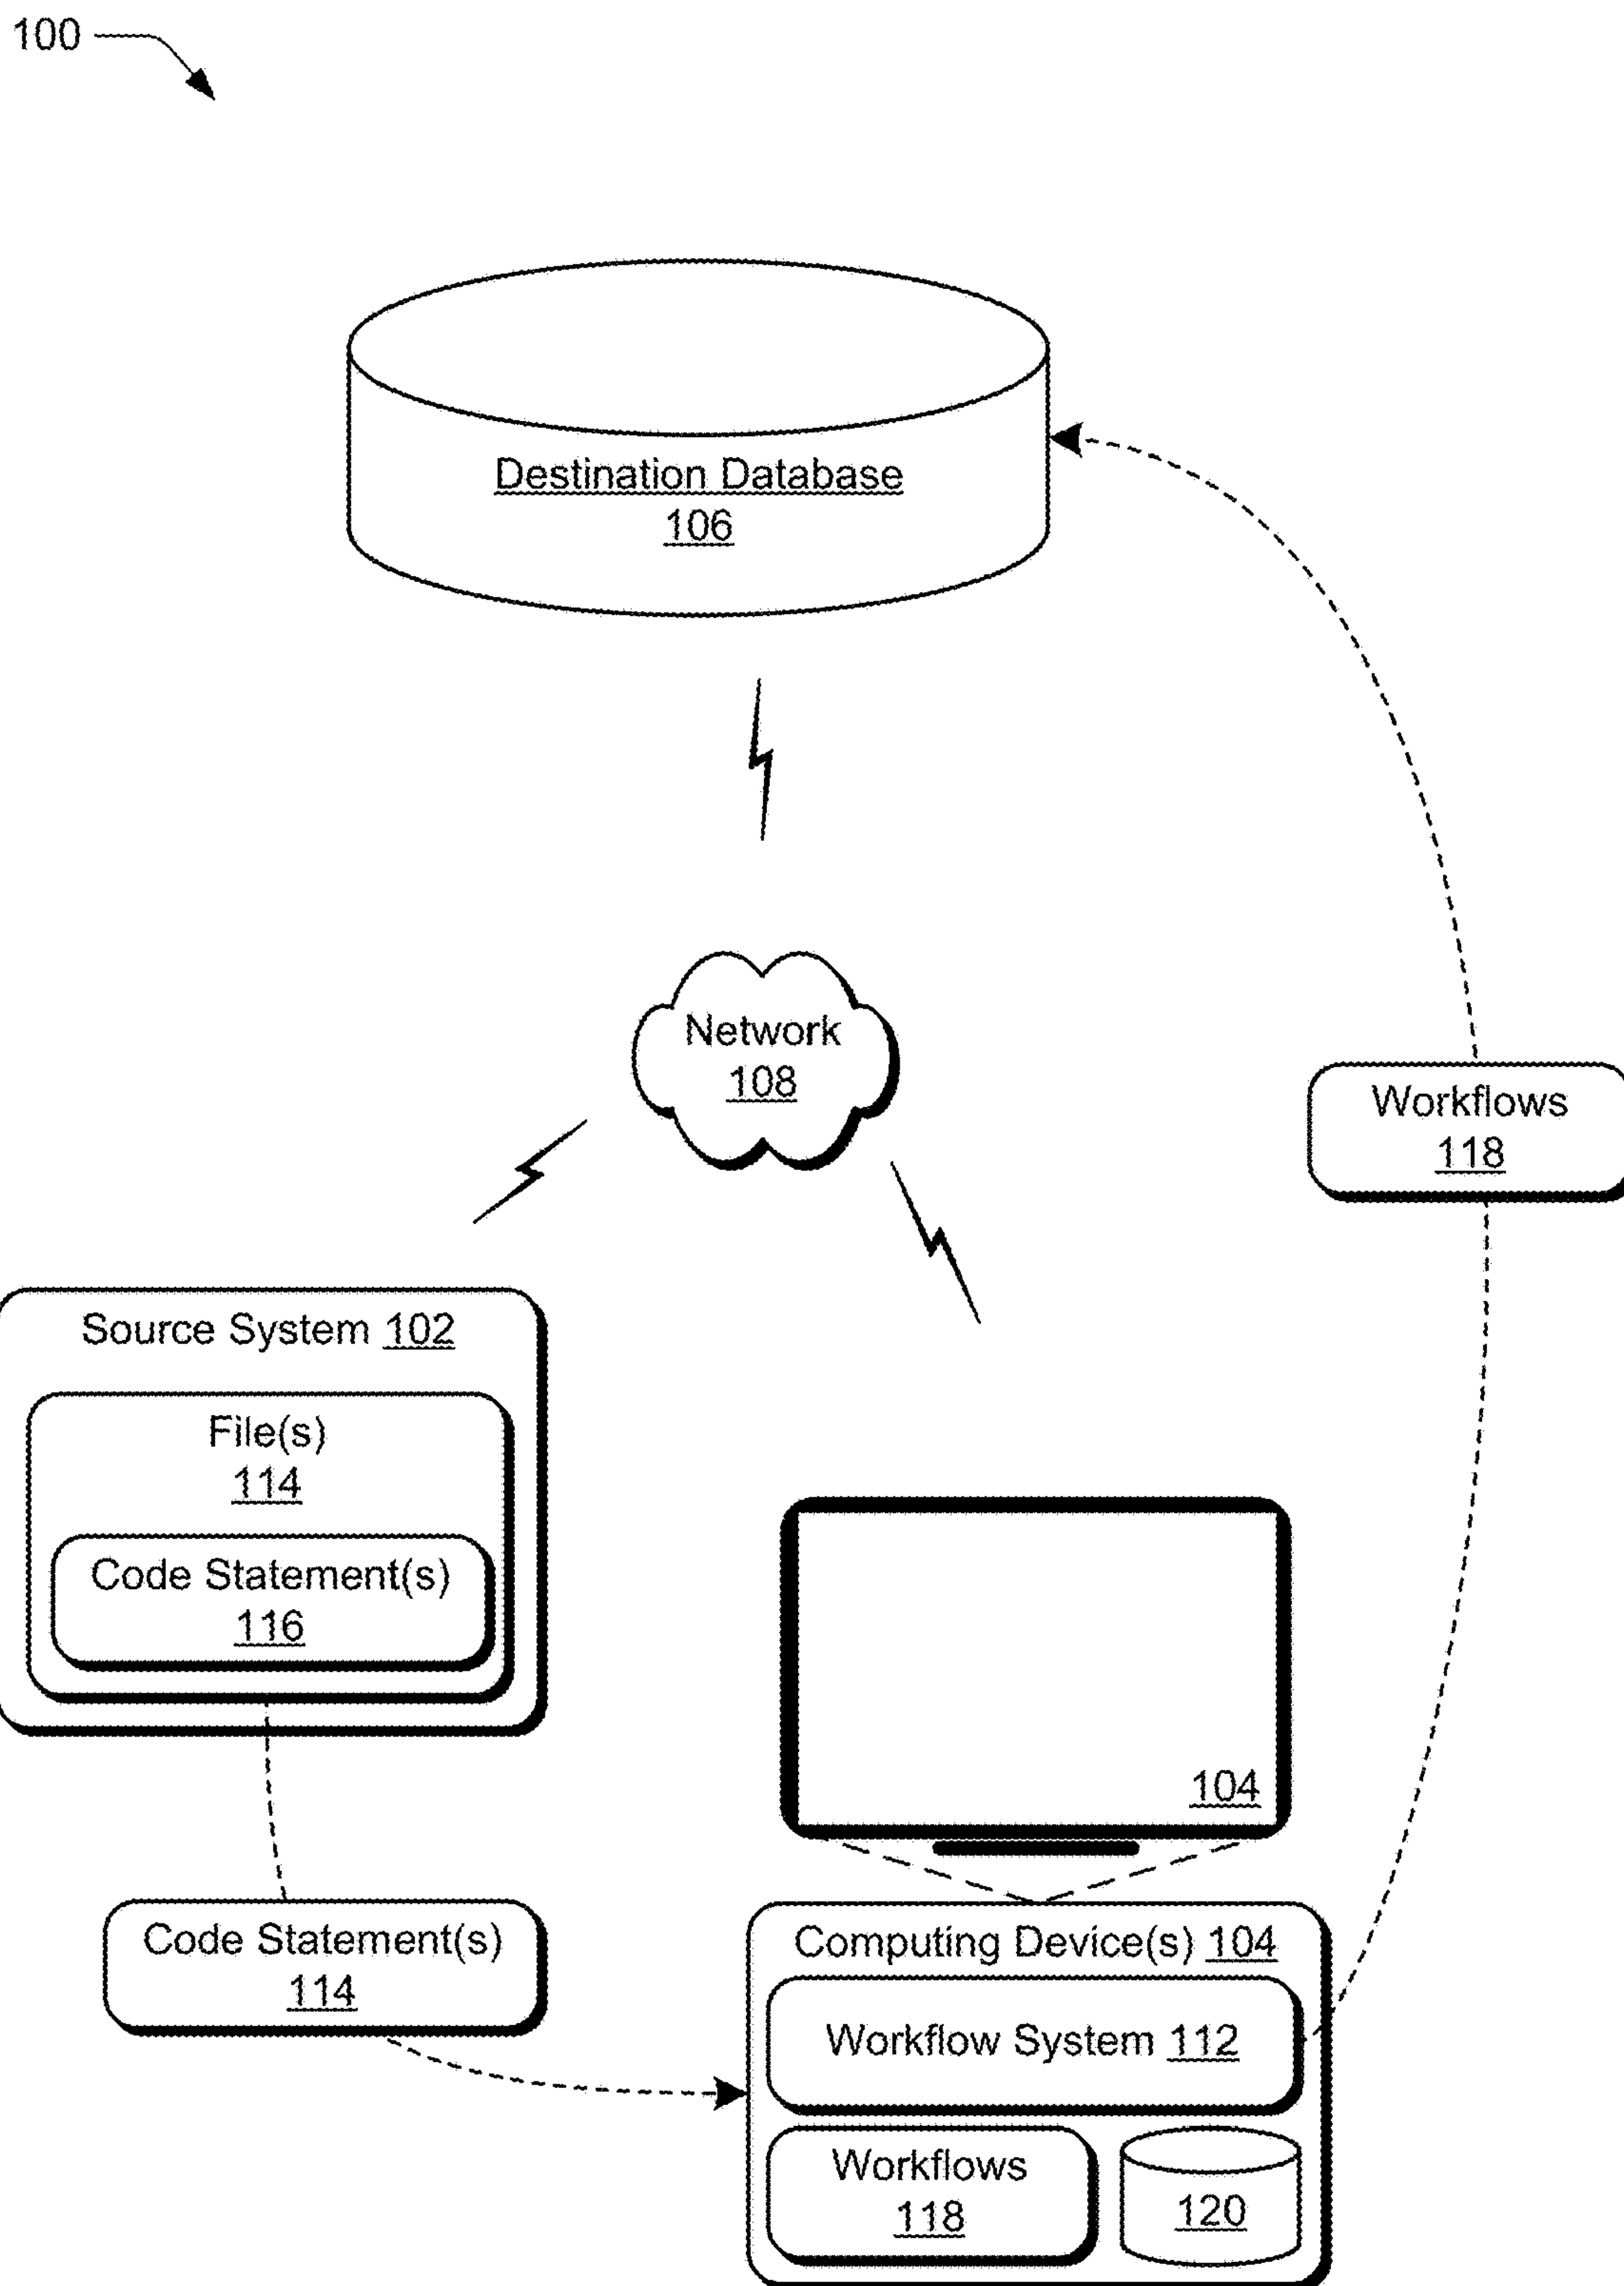 100
Destination Database
106
Network
108
Workflows
118
Source System 102
File(s)
114
Code Statement(s)
116
104
Code Statement(s)
114
Computing Device(s) 104
Workflow System 112
Workflows
118
120